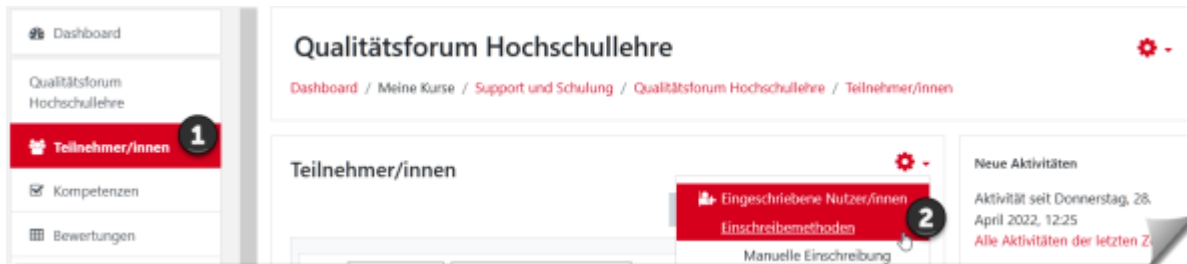 Dashboard
Qualitätsforum
Hochschullehre
1
Teilnehmer/innen
Kompetenzen
Bewertungen
Qualitätsforum Hochschullehre
Dashboard / Meine Kurse / Support und Schulung / Qualitätsforum Hochschullehre / Teilnehmer/innen
Teilnehmer/innen
Eingeschriebene Nutzer/innen
2
Einschreibemethoden
Manuelle Einschreibung
Neue Aktivitäten
Aktivität seit Donnerstag, 28.
April 2022, 12:25
Alle Aktivitäten der letzten